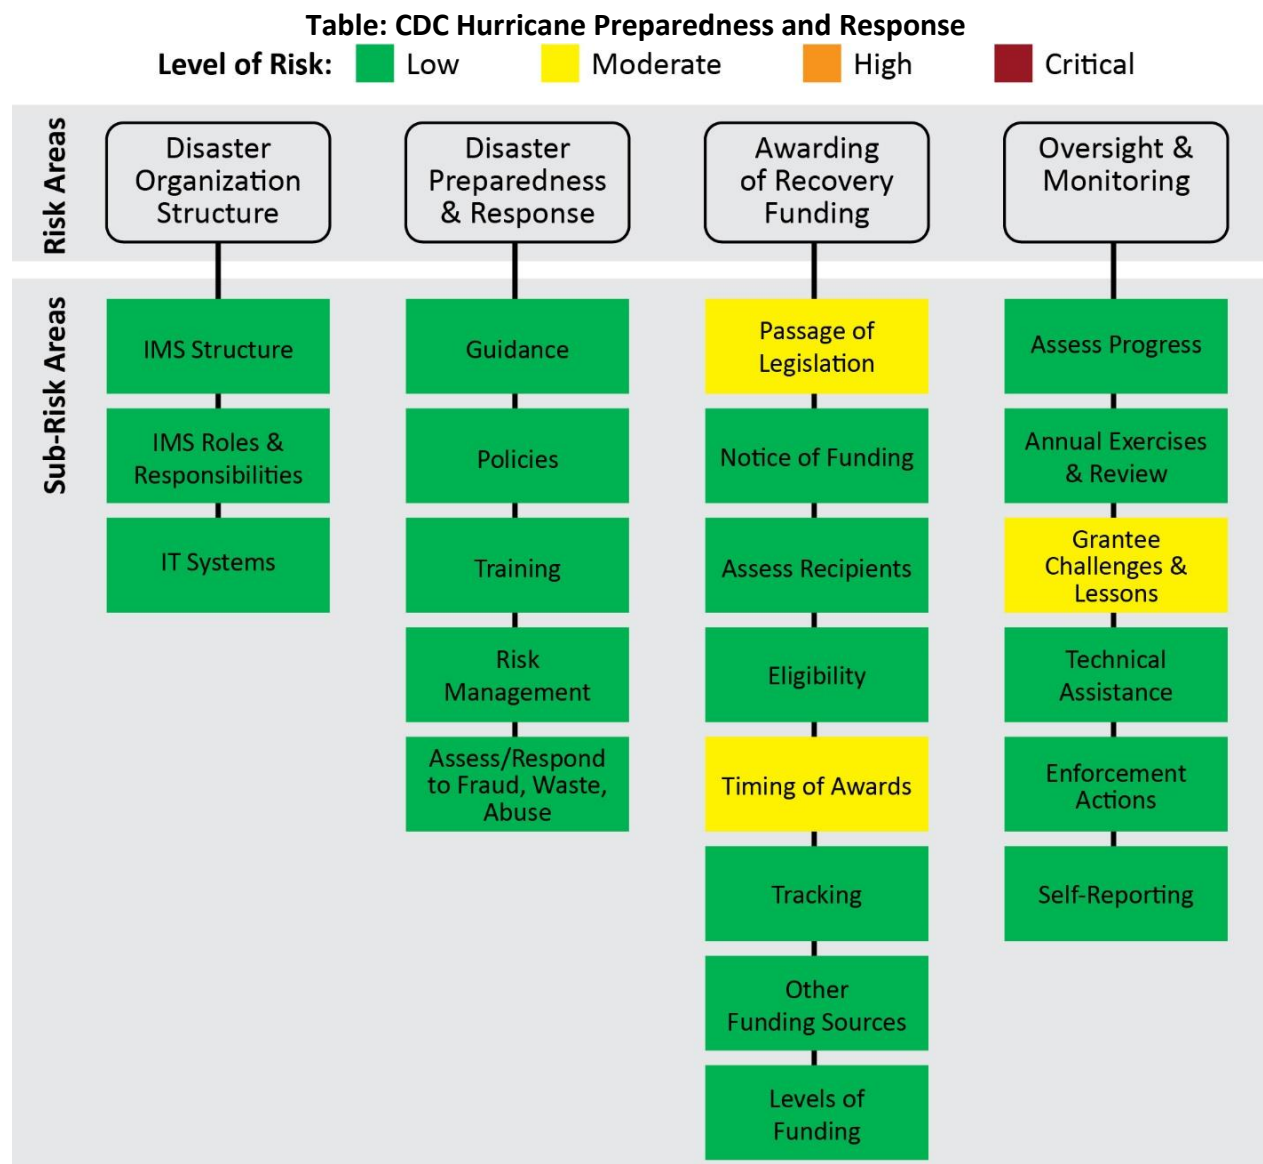 Table: CDC Hurricane Preparedness and Response
Level of Risk: Low Moderate High Critical
Risk Areas
Disaster
Organization
Structure
Disaster
Preparedness
& Response
Awarding
of Recovery
Funding
Oversight &
Monitoring
Sub-Risk Areas
IMS Structure
IMS Roles &
Responsibilities
IT Systems
Guidance
Policies
Training
Risk
Management
Assess/Respond
to Fraud, Waste,
Abuse
Passage of
Legislation
Notice of Funding
Assess Recipients
Eligibility
Timing of Awards
Tracking
Other
Funding Sources
Levels of
Funding
Assess Progress
Annual Exercises
& Review
Grantee
Challenges &
Lessons
Technical
Assistance
Enforcement
Actions
Self-Reporting